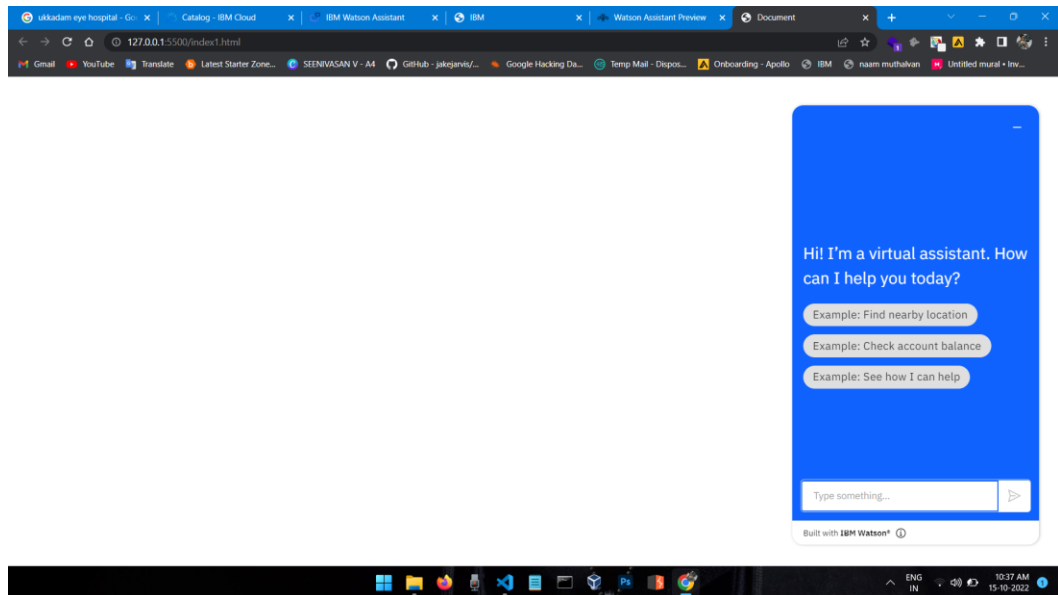 ukkadam eye hospital - Go
Catalog - IBM Cloud
IBM Watson Assistant
IBM
Watson Assistant Preview
Document
127.0.0.1:5500/index1.html
Gmail
YouTube
Translate
Latest Starter Zone...
SEENIVASAN V - A4
GitHub - jakejarvis/...
Google Hacking Da...
Temp Mail - Dispos...
Onboarding - Apollo
IBM
naam muthalvan
Untitled mural • Inv...
Hi! I'm a virtual assistant. How
can I help you today?
Example: Find nearby location
Example: Check account balance
Example: See how I can help
Type something...
Built with IBM Watson®
ENG
IN
10:37 AM
15-10-2022
1